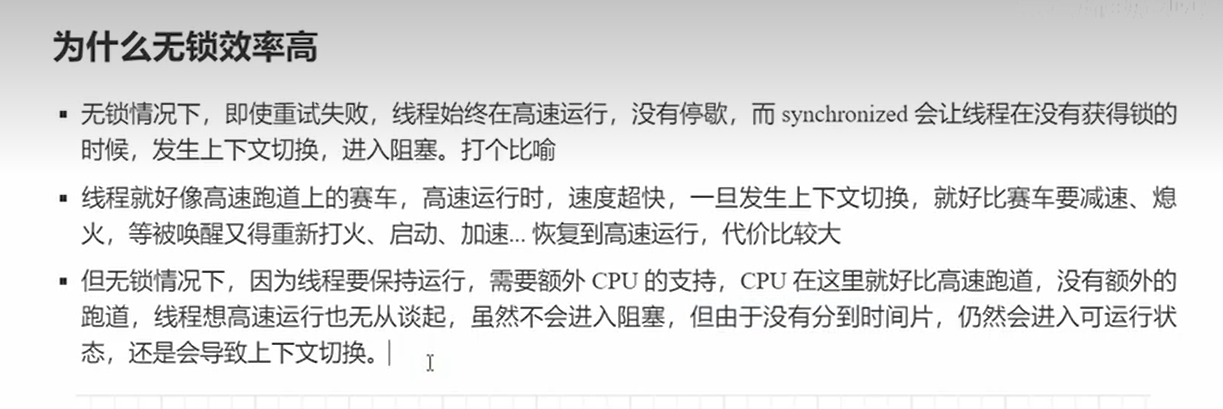 为什么无锁效率高
▪ 无锁情况下，即使重试失败，线程始终在高速运行，没有停歇，而 synchronized 会让线程在没有获得锁的
时候，发生上下文切换，进入阻塞。打个比喻
▪ 线程就好像高速跑道上的赛车，高速运行时，速度超快，一旦发生上下文切换，就好比赛车要减速、熄
火，等被唤醒又得重新打火、启动、加速... 恢复到高速运行，代价比较大
▪ 但无锁情况下，因为线程要保持运行，需要额外 CPU 的支持，CPU 在这里就好比高速跑道，没有额外的
跑道，线程想高速运行也无从谈起，虽然不会进入阻塞，但由于没有分到时间片，仍然会进入可运行状
态，还是会导致上下文切换。